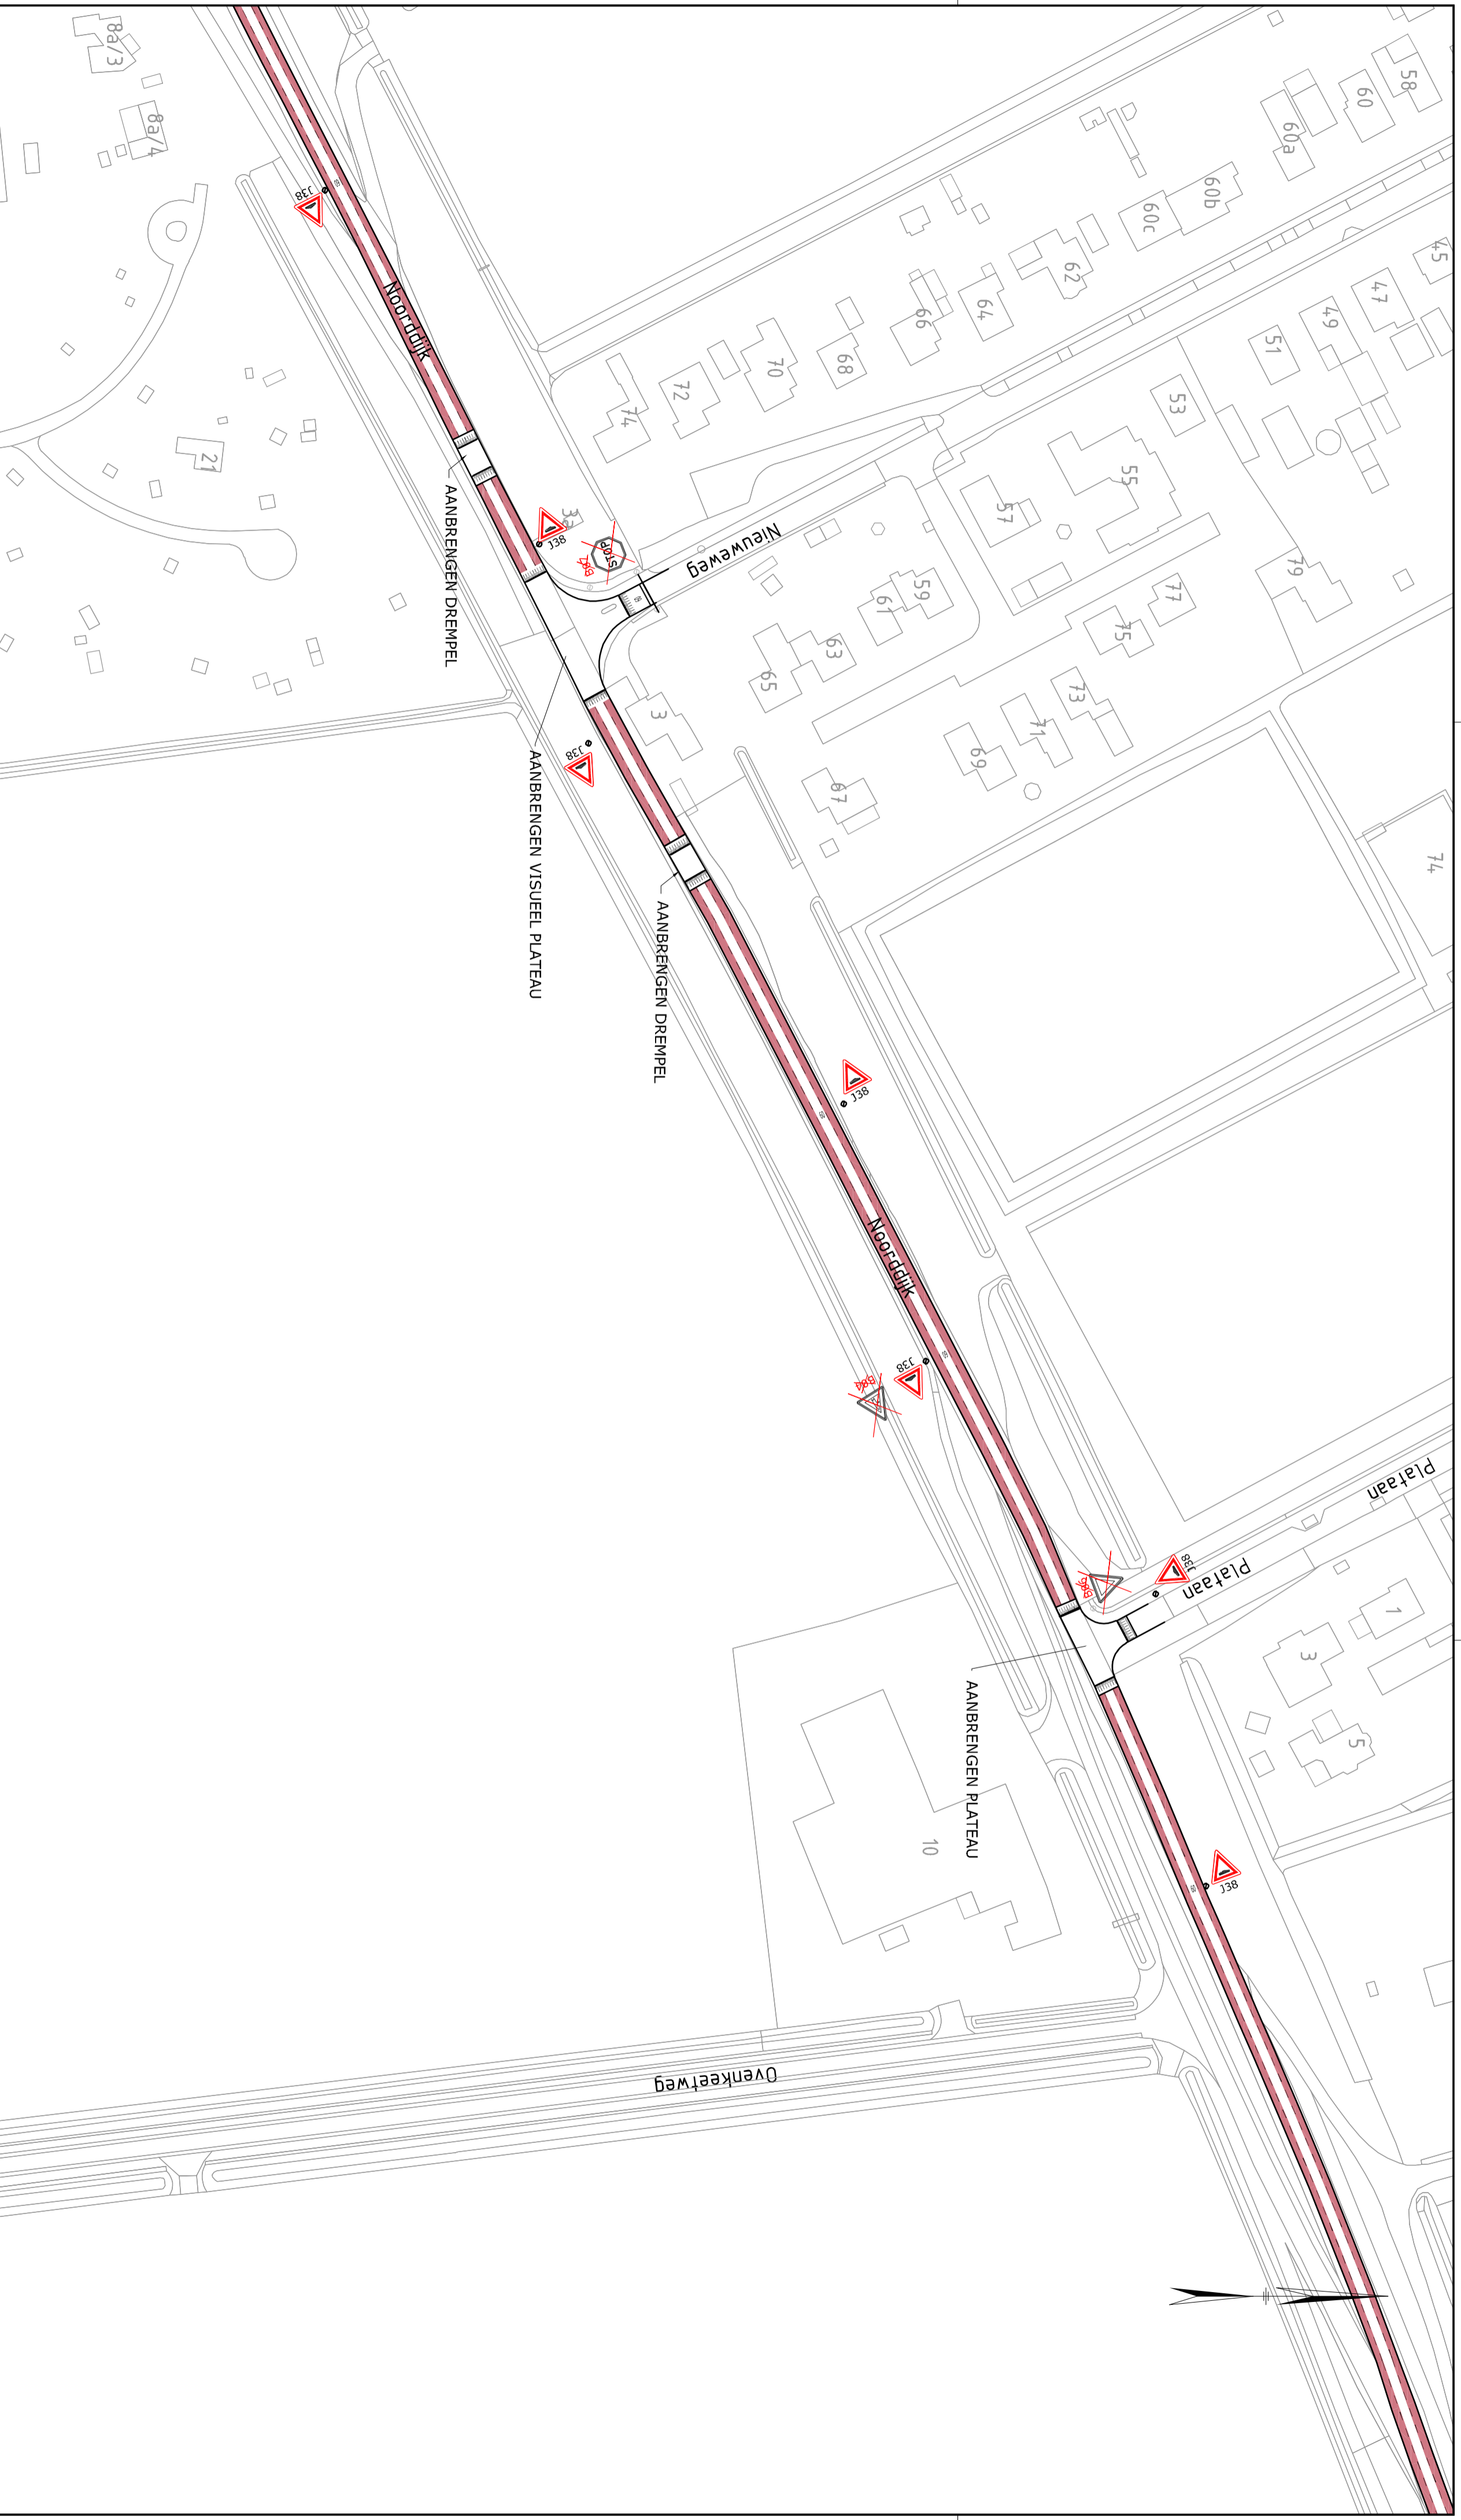 8a/3
8a/4
58
60
60a
60b
60c
62
64
66
68
70
72
74
45
47
49
51
53
55
57
J38
Noorddijk
21
AANBRENGEN DREMPEL
3a
J38
STOP
Nieuweweg
59
61
63
65
67
69
71
73
75
77
79
3
J38
AANBRENGEN VISUEEL PLATEAU
AANBRENGEN DREMPEL
74
J38
Noorddijk
J38
Plataan
Plataan
J38
1
3
5
AANBRENGEN PLATEAU
10
J38
Ovenkeetweg